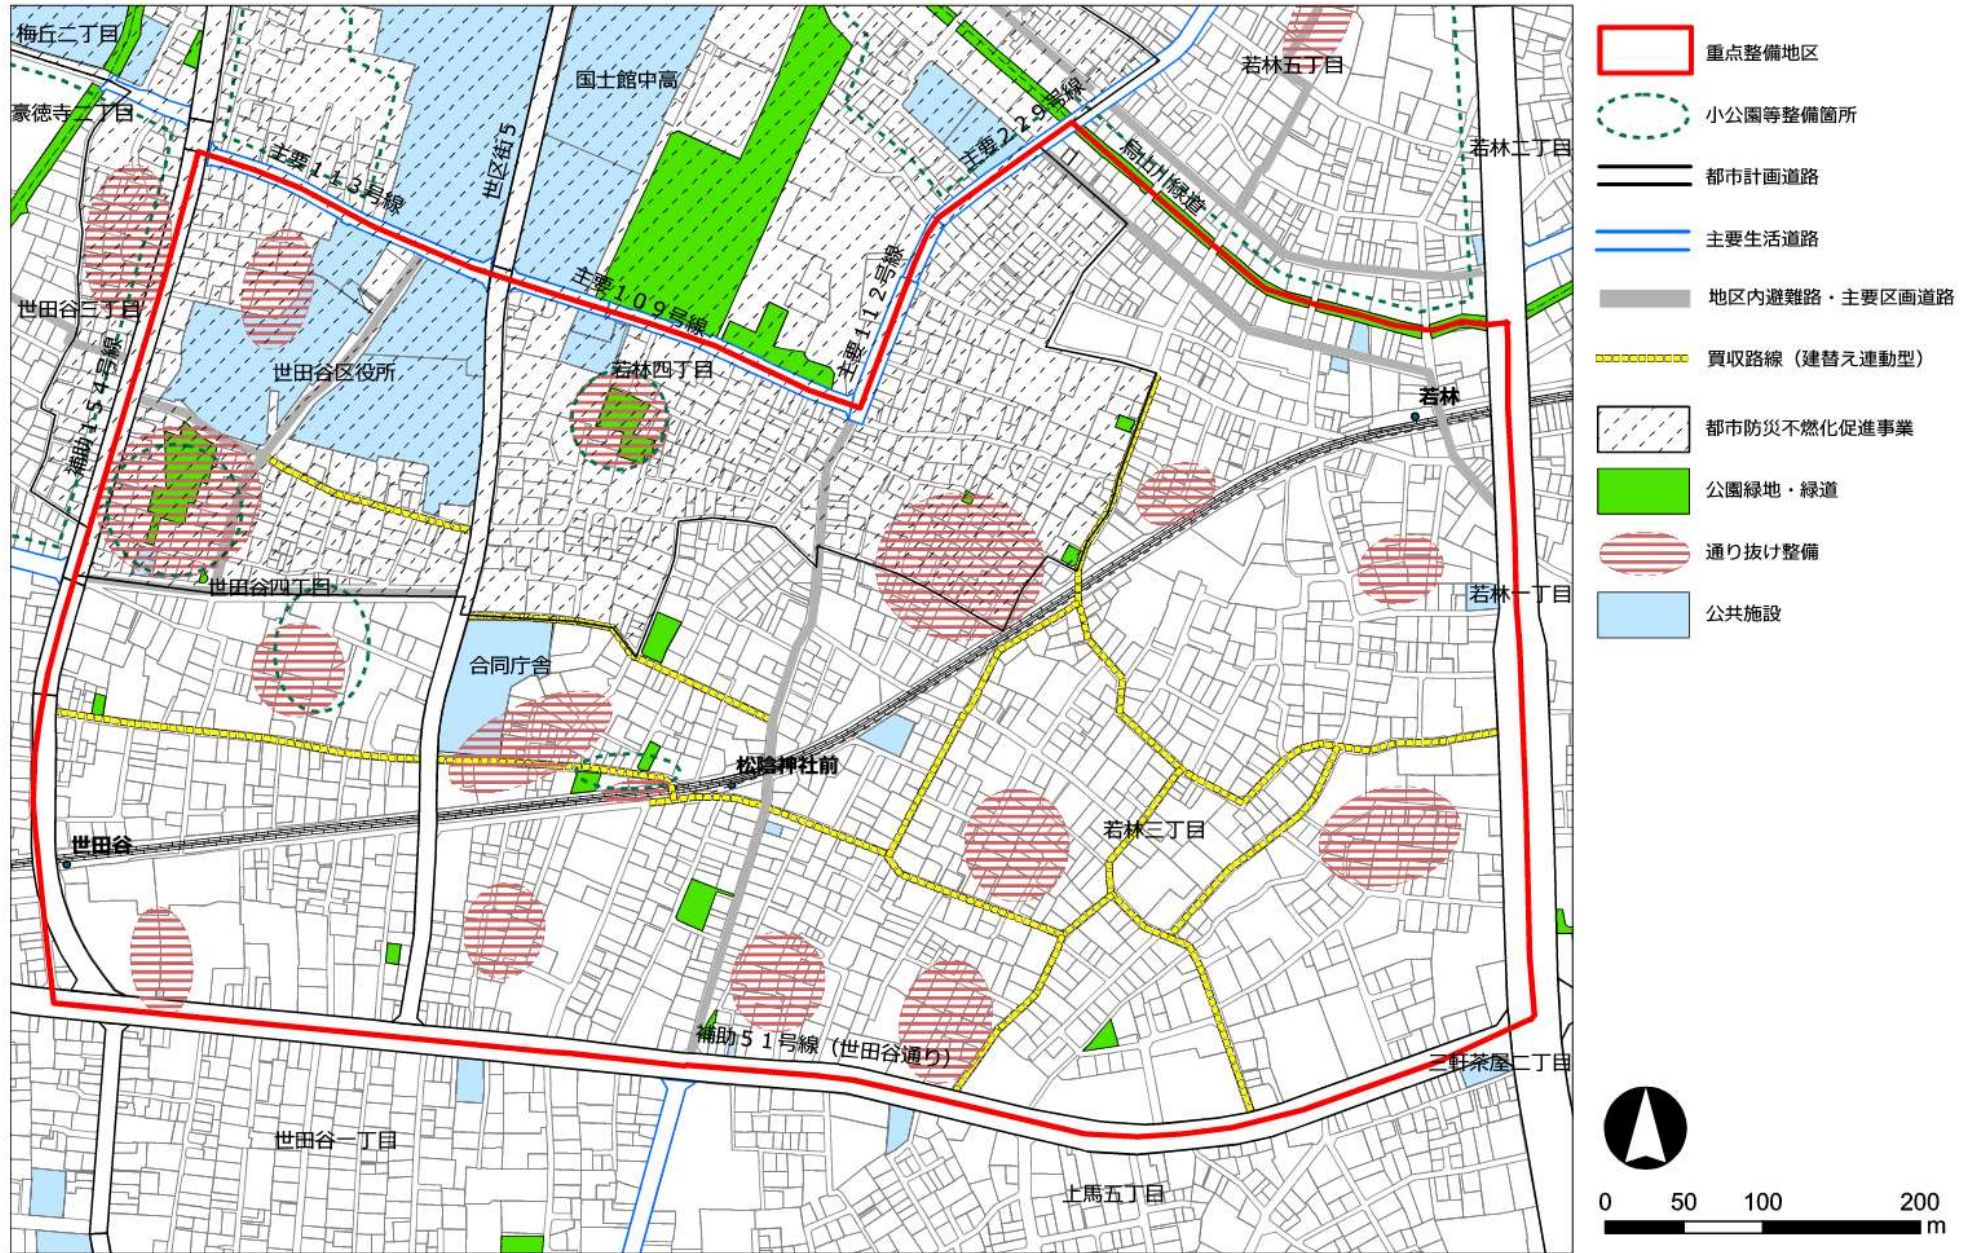 梅丘二丁目
国士館中高
若林五丁目
豪徳寺二丁目
主要229号線
若林二丁目
主要113号線
世区街5
烏山川緑道
世田谷三丁目
主要109号線
主要112号線
世田谷区役所
若林四丁目
補助154号線
若林
世田谷四丁目
若林一丁目
合同庁舎
松陰神社前
世田谷
若林三丁目
補助51号線（世田谷通り）
三軒茶屋二丁目
世田谷一丁目
上馬五丁目
重点整備地区
小公園等整備箇所
都市計画道路
主要生活道路
地区内避難路・主要区画道路
買収路線（建替え連動型）
都市防災不燃化促進事業
公園緑地・緑道
通り抜け整備
公共施設
0 50 100 200
m